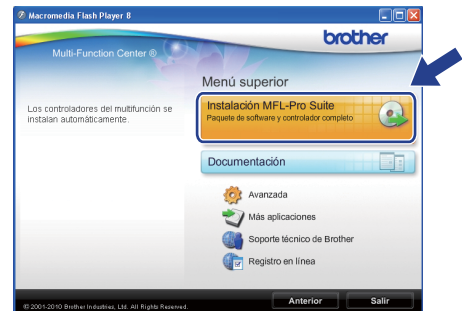 Macromedia Flash Player 8
brother
Multi-Function Center ®
Menú superior
Los controladores del multifunción se
instalan automáticamente.
Instalación MFL-Pro Suite
Paquete de software y controlador completo
Documentación
Avanzada
Más aplicaciones
Soporte técnico de Brother
Registro en línea
© 2001-2010 Brother Industries, Ltd. All Rights Reserved.
Anterior
Salir